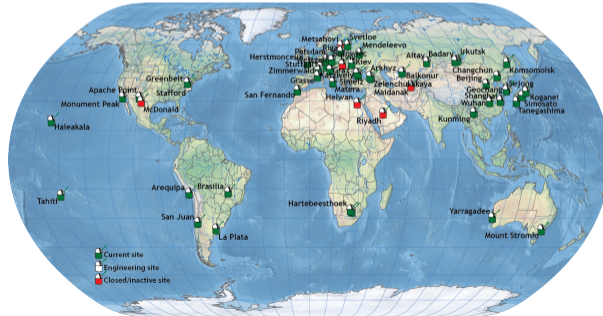 Metsahovi
Svetloe
Riga
Mendeleevo
Potsdam
Herstmonceux
Kiev
Zimmerwald
Grasse
Katzively
Simeiz
Matera
Arkhyz
Zelenchukskaya
Altay
Badary
Irkutsk
Baikonur
Maidanak
Changchun
Komsomolsk
Beijing
Geochang
Sejong
Shanghai
Koganei
Wuhan
Simosato
Tanegashima
Kunming
San Fernando
Helwan
Riyadh
Greenbelt
Apache Point
Stafford
Monument Peak
McDonald
Haleakala
Tahiti
Arequipa
Brasilia
San Juan
La Plata
Hartebeesthoek
Yarragadee
Mount Stromlo
Current site
Engineering site
Closed/inactive site